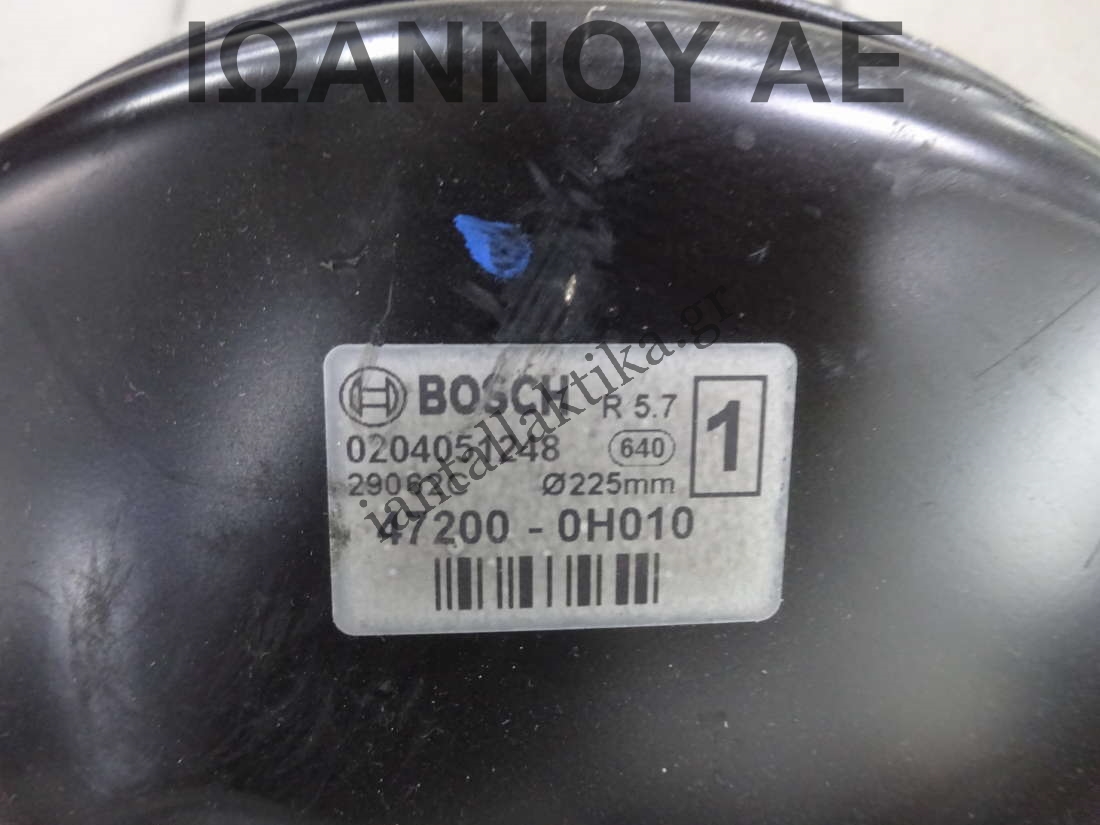 ΙΩΑΝΝΟΥ ΑΕ
iantallaktika.gr
BOSCH R 5.7 1
0204051248 640
Ø225mm
47200 - 0H010